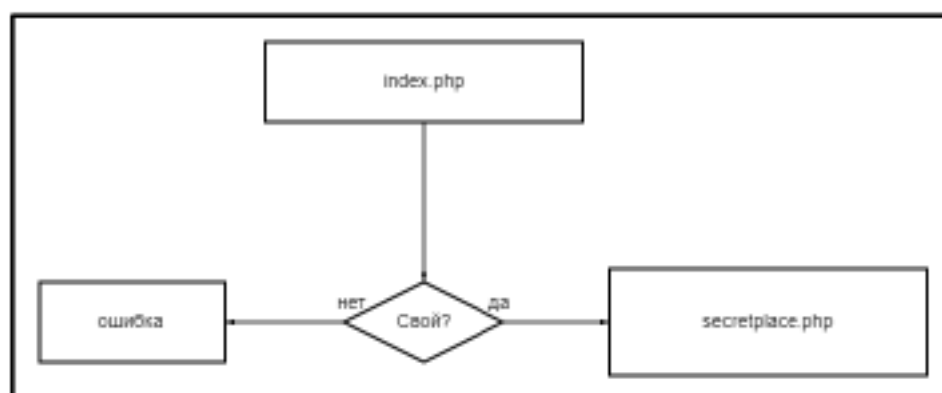 index.php
нет
да
ошибка
Свой?
secretplace.php